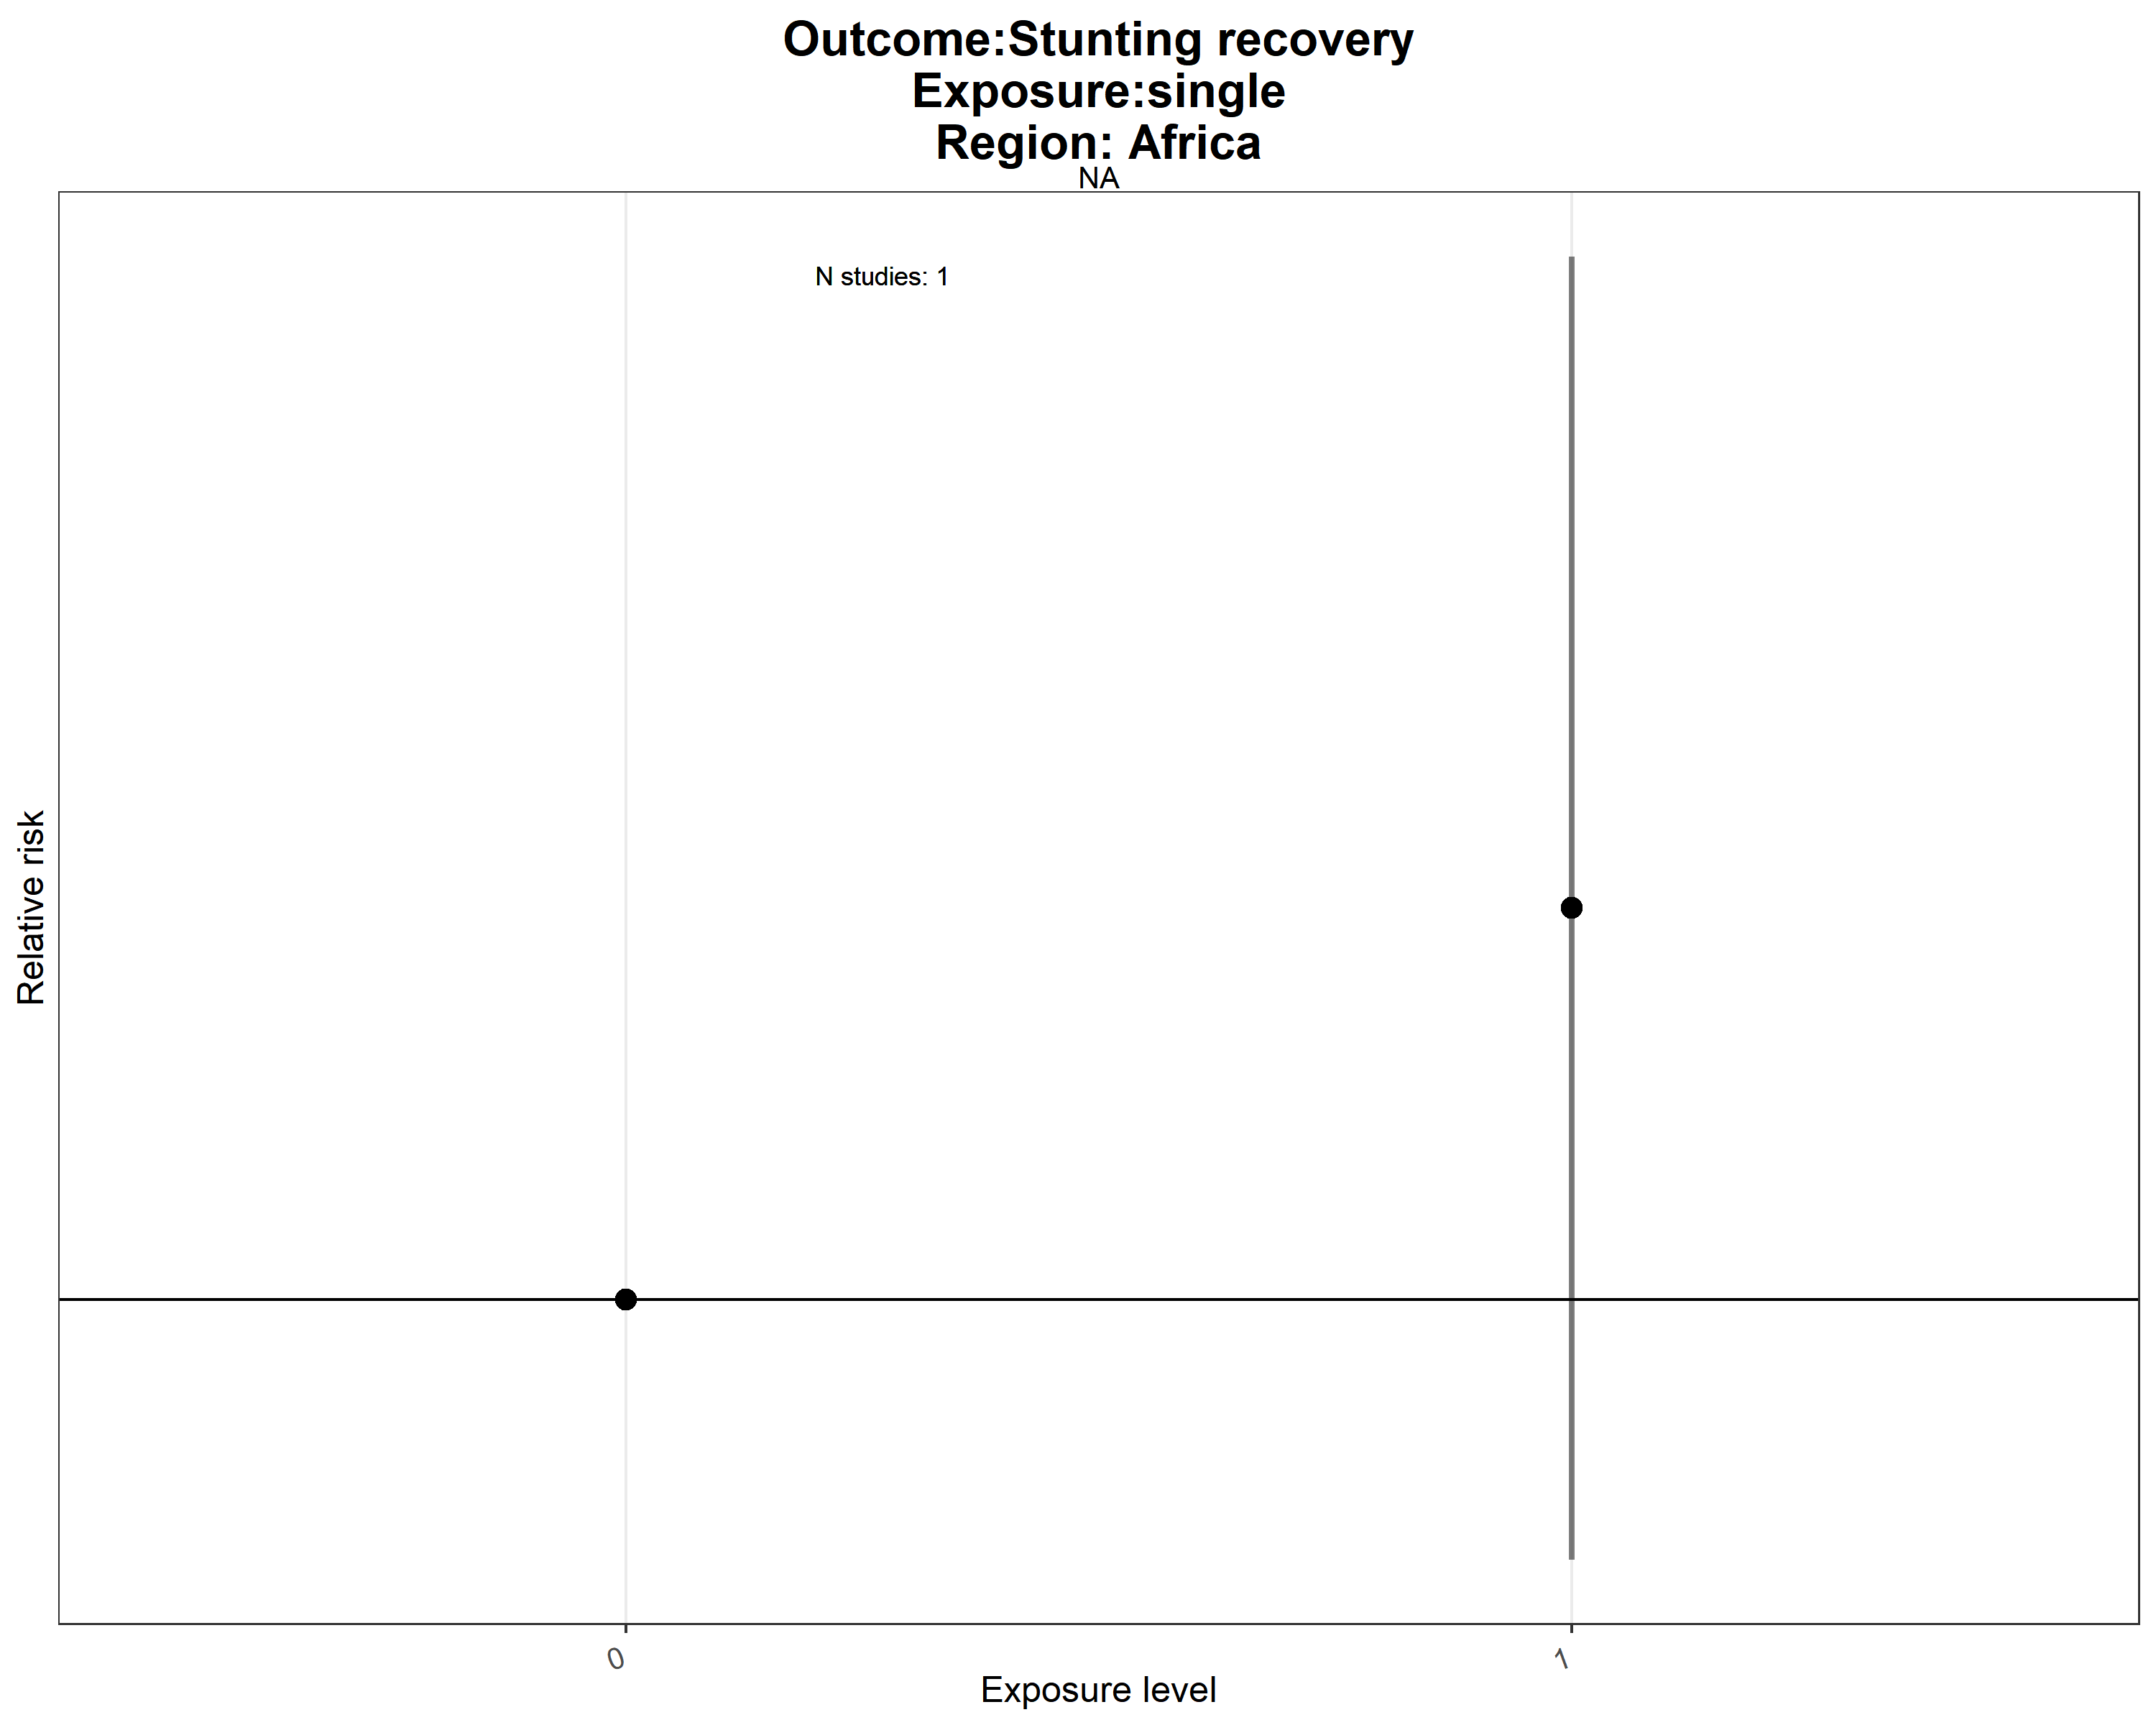 Outcome:Stunting recovery
Exposure:single
Region: Africa
NA
N studies: 1
Relative risk
0
1
Exposure level